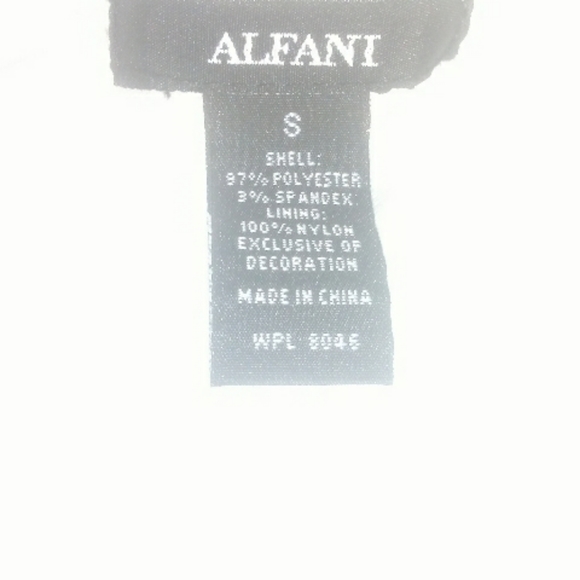 ALFANI
S
SHELL:
97% POLYESTER
3% SPANDEX
LINING:
100% NYLON
EXCLUSIVE OF
DECORATION
MADE IN CHINA
WPL 8046